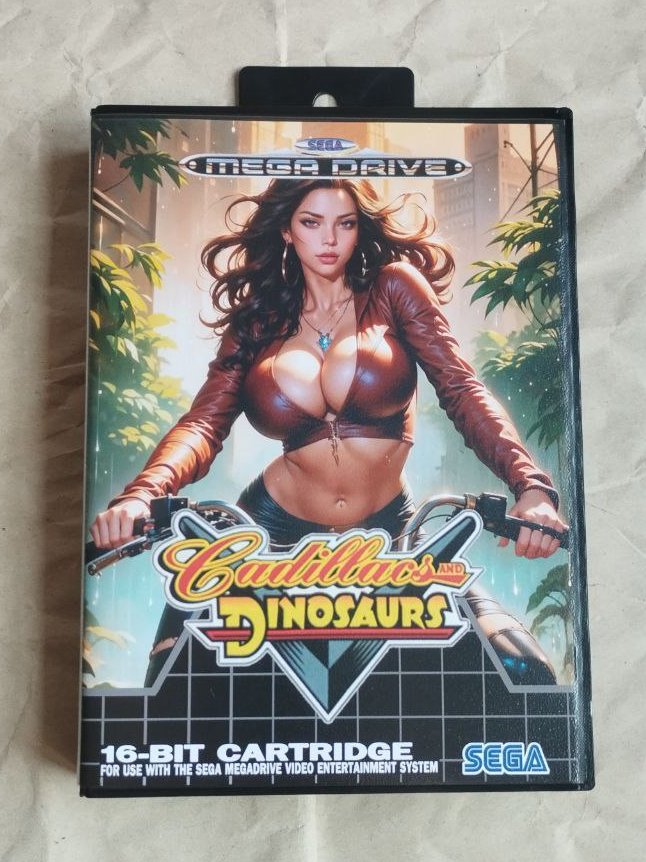 SEGA
MEGA DRIVE
Cadillacs AND
DINOSAURS
16-BIT CARTRIDGE
FOR USE WITH THE SEGA MEGADRIVE VIDEO ENTERTAINMENT SYSTEM
SEGA